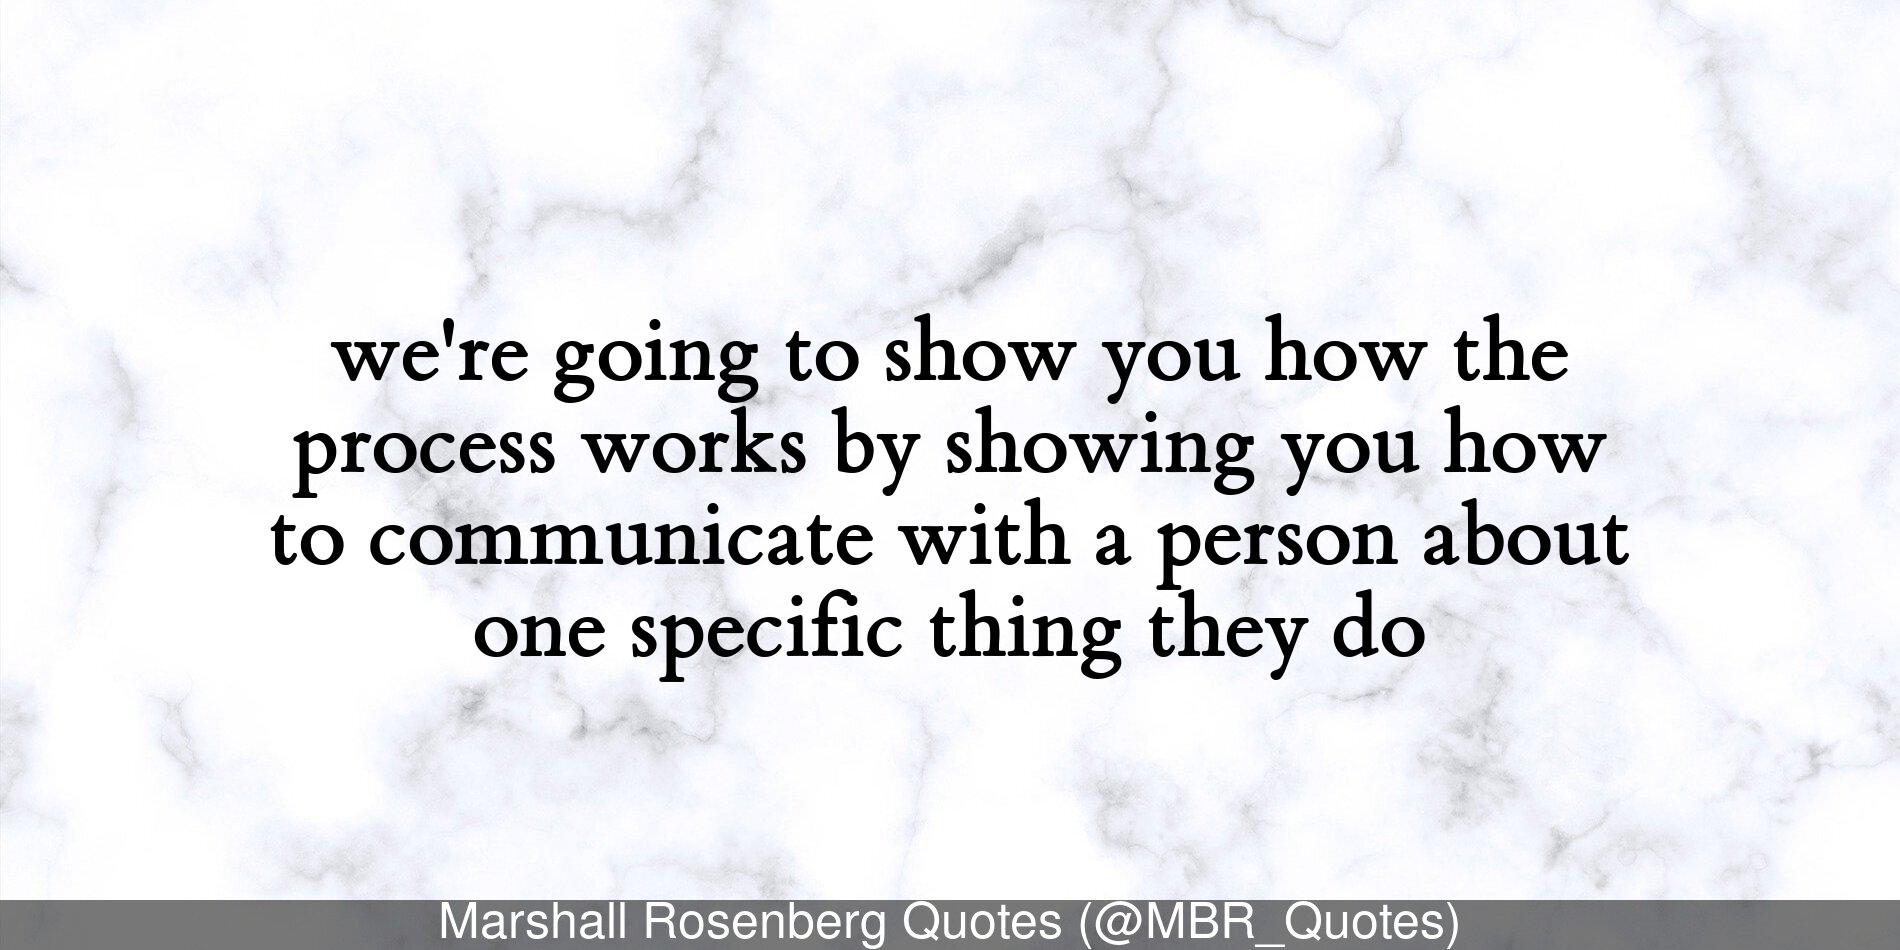 we're going to show you how the
process works by showing you how
to communicate with a person about
one specific thing they do
Marshall Rosenberg Quotes (@MBR_Quotes)